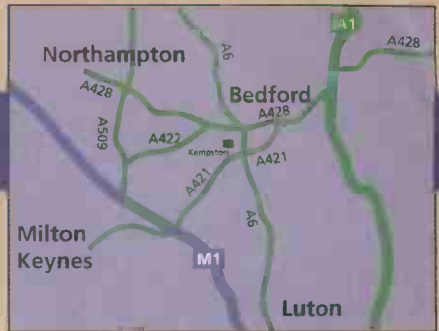 A1
A428
Northampton
A6
A428
Bedford
A428
A509
A422
Kempston
A421
A421
A6
Milton
Keynes
M1
Luton